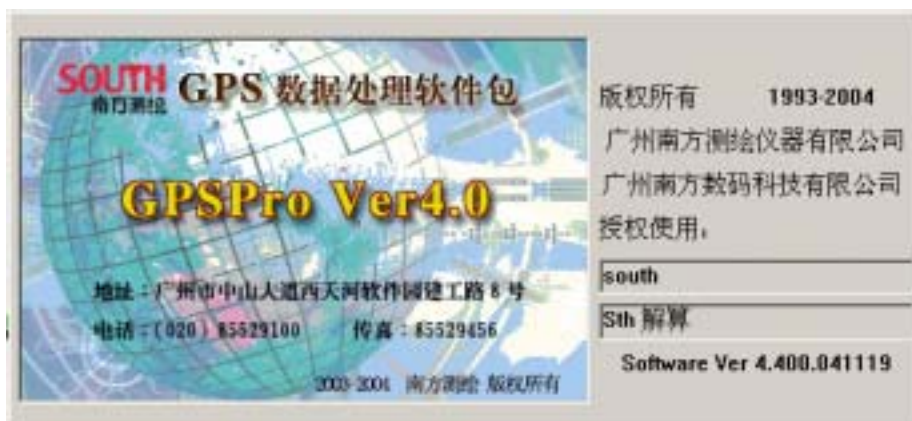 SOUTH
南方测绘
GPS 数据处理软件包
GPSPro Ver4.0
地址：广州市中山大道西天河软件园建工路 8 号
电话：(020) 85529100 传真：85529456
2003-2004 南方测绘 版权所有
版权所有 1993-2004
广州南方测绘仪器有限公司
广州南方数码科技有限公司
授权使用：
south
Sth 解算
Software Ver 4.400.041119